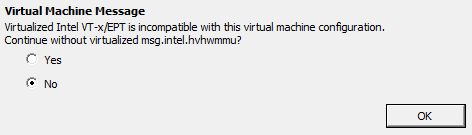 Virtual Machine Message
Virtualized Intel VT-x/EPT is incompatible with this virtual machine configuration.
Continue without virtualized msg.intel.hvhwmmu?
Yes
No
OK